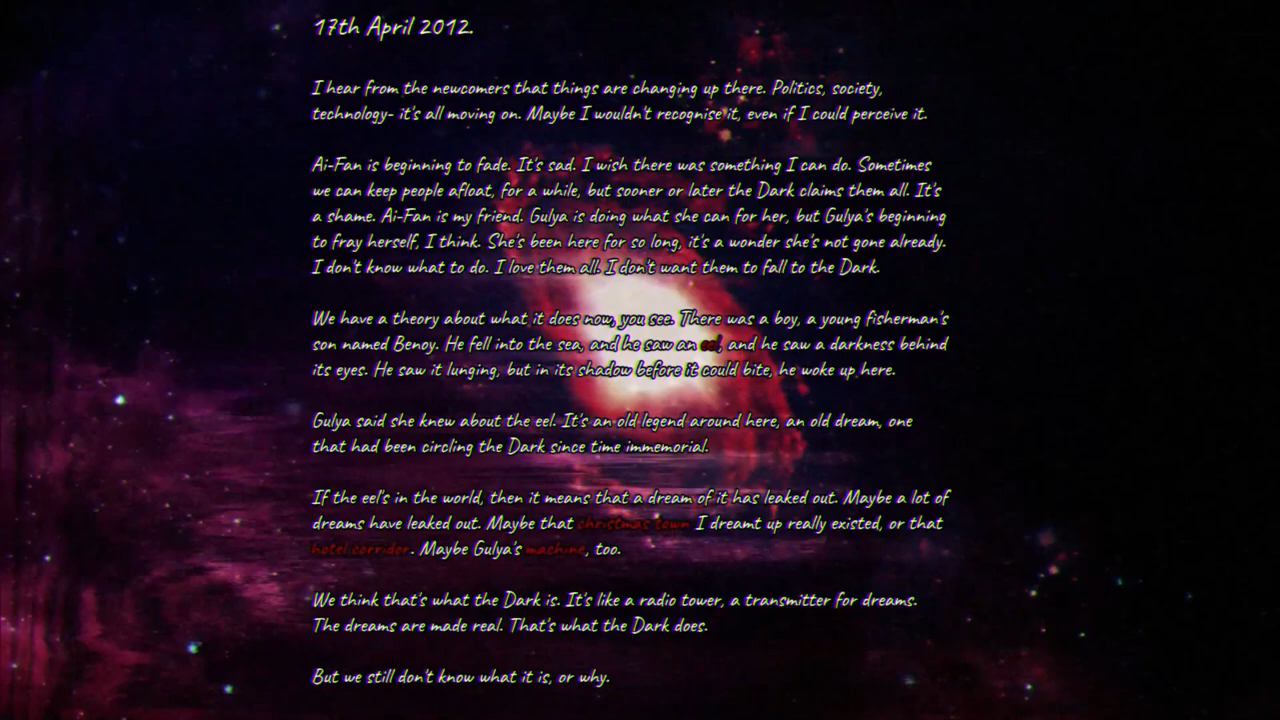 17th April 2012.
I hear from the newcomers that things are changing up there. Politics, society,
technology- it's all moving on. Maybe I wouldn't recognise it, even if I could perceive it.
Ai-Fan is beginning to fade. It's sad. I wish there was something I can do. Sometimes
we can keep people afloat, for a while, but sooner or later the Dark claims them all. It's
a shame. Ai-Fan is my friend. Gulya is doing what she can for her, but Gulya's beginning
to fray herself, I think. She's been here for so long, it's a wonder she's not gone already.
I don't know what to do. I love them all. I don't want them to fall to the Dark.
We have a theory about what it does now, you see. There was a boy, a young fisherman's
son named Benoy. He fell into the sea, and he saw an eel, and he saw a darkness behind
its eyes. He saw it lunging, but in its shadow before it could bite, he woke up here.
Gulya said she knew about the eel. It's an old legend around here, an old dream, one
that had been circling the Dark since time immemorial.
If the eel's in the world, then it means that a dream of it has leaked out. Maybe a lot of
dreams have leaked out. Maybe that christmas town I dreamt up really existed, or that
hotel corridor. Maybe Gulya's machine, too.
We think that's what the Dark is. It's like a radio tower, a transmitter for dreams.
The dreams are made real. That's what the Dark does.
But we still don't know what it is, or why.